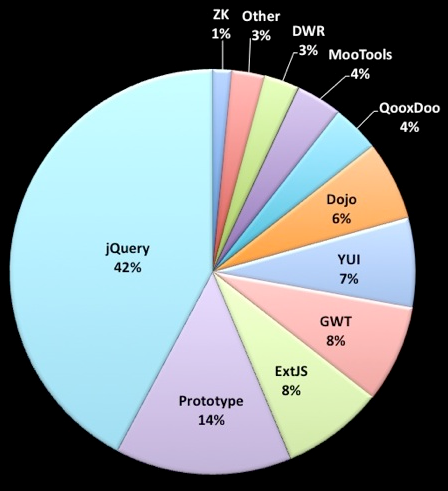 ZK
1%
Other
3%
DWR
3%
MooTools
4%
QooxDoo
4%
Dojo
6%
YUI
7%
GWT
8%
ExtJS
8%
Prototype
14%
jQuery
42%